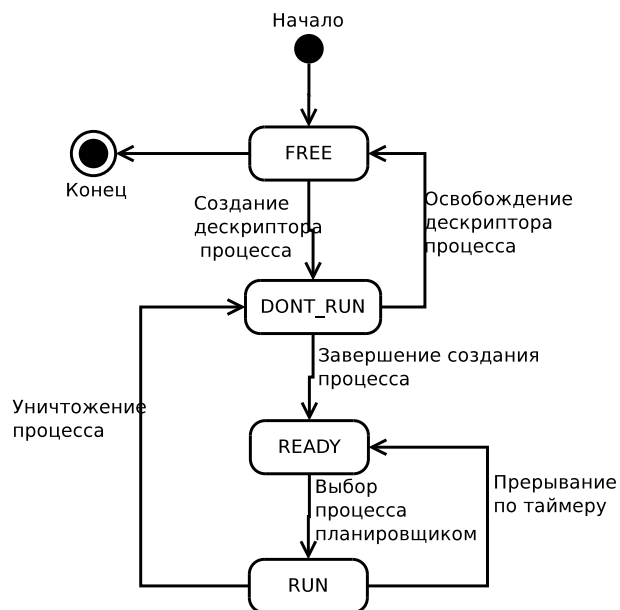 Начало
FREE
Конец
Создание
дескриптора
процесса
Освобождение
дескриптора
процесса
DONT_RUN
Завершение создания
процесса
Уничтожение
процесса
READY
Выбор
процесса
планировщиком
Прерывание
по таймеру
RUN